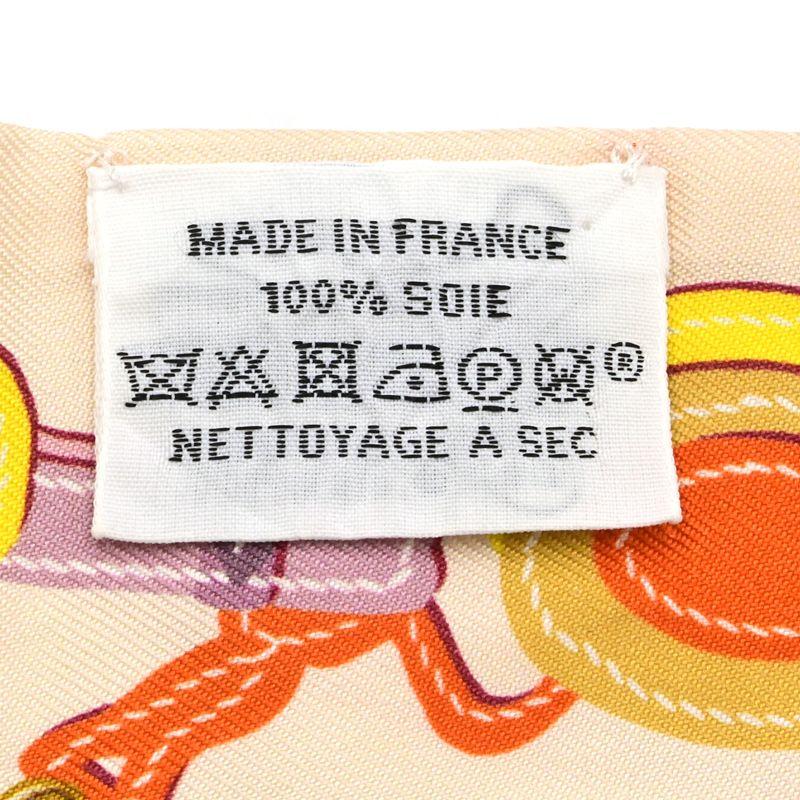 MADE IN FRANCE
100% SOIE
P W ®
NETTOYAGE A SEC